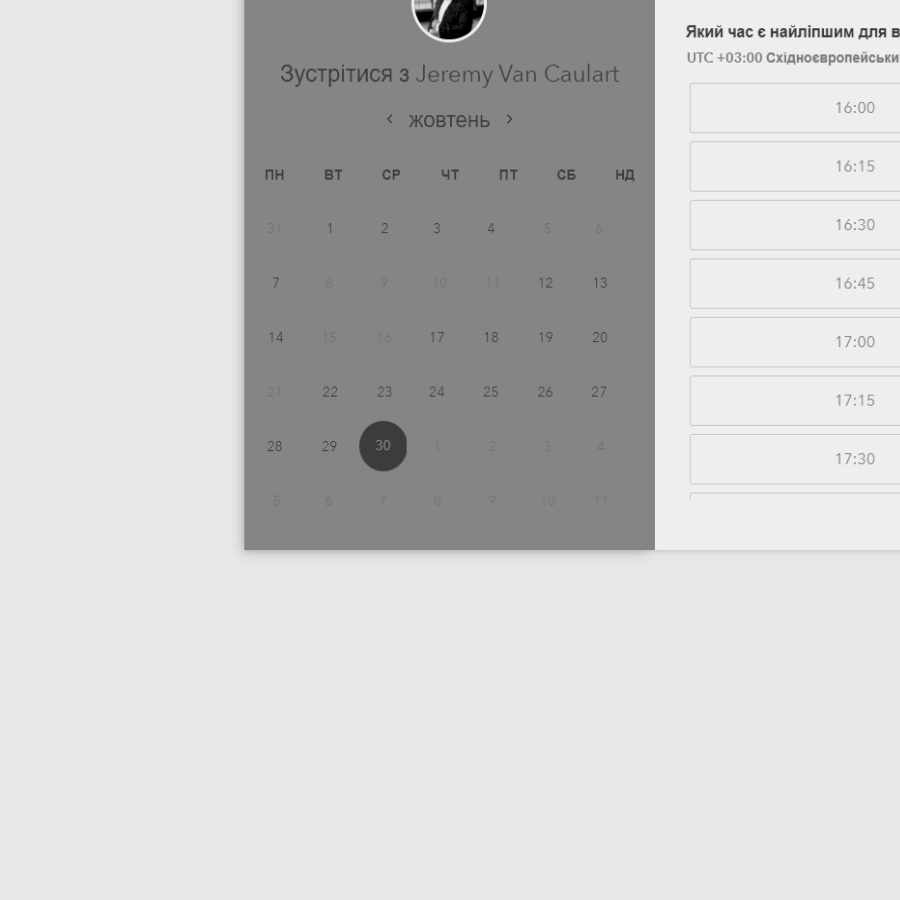 Зустрітися з Jeremy Van Caulart
‹ жовтень ›
ПН ВТ СР ЧТ ПТ СБ НД
31 1 2 3 4 5 6
7 8 9 10 11 12 13
14 15 16 17 18 19 20
21 22 23 24 25 26 27
28 29 30 1 2 3 4
5 6 7 8 9 10 11
Який час є найліпшим для
UTC +03:00
16:00
16:15
16:30
16:45
17:00
17:15
17:30